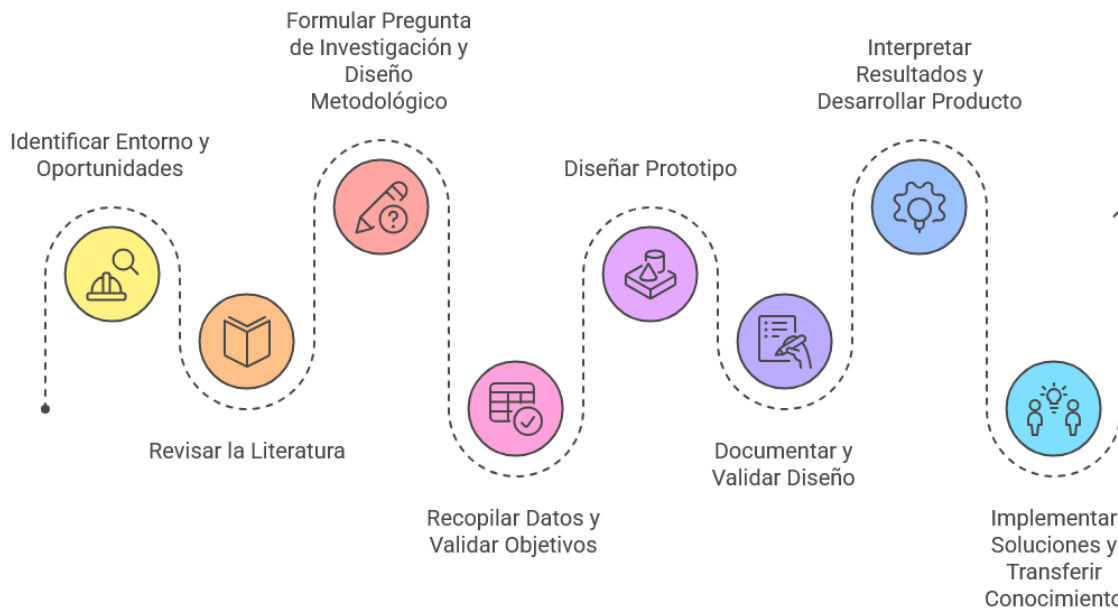 Identificar Entorno y
Oportunidades
Revisar la Literatura
Formular Pregunta
de Investigación y
Diseño
Metodológico
Recopilar Datos y
Validar Objetivos
Diseñar Prototipo
Documentar y
Validar Diseño
Interpretar
Resultados y
Desarrollar Producto
Implementar
Soluciones y
Transferir
Conocimiento